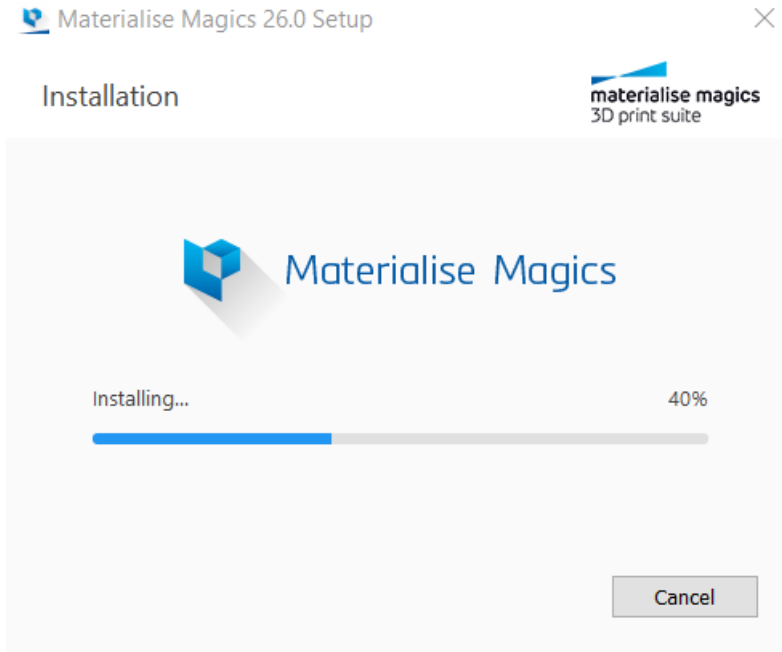 Materialise Magics 26.0 Setup
Installation
materialise magics
3D print suite
Materialise Magics
Installing...
40%
Cancel